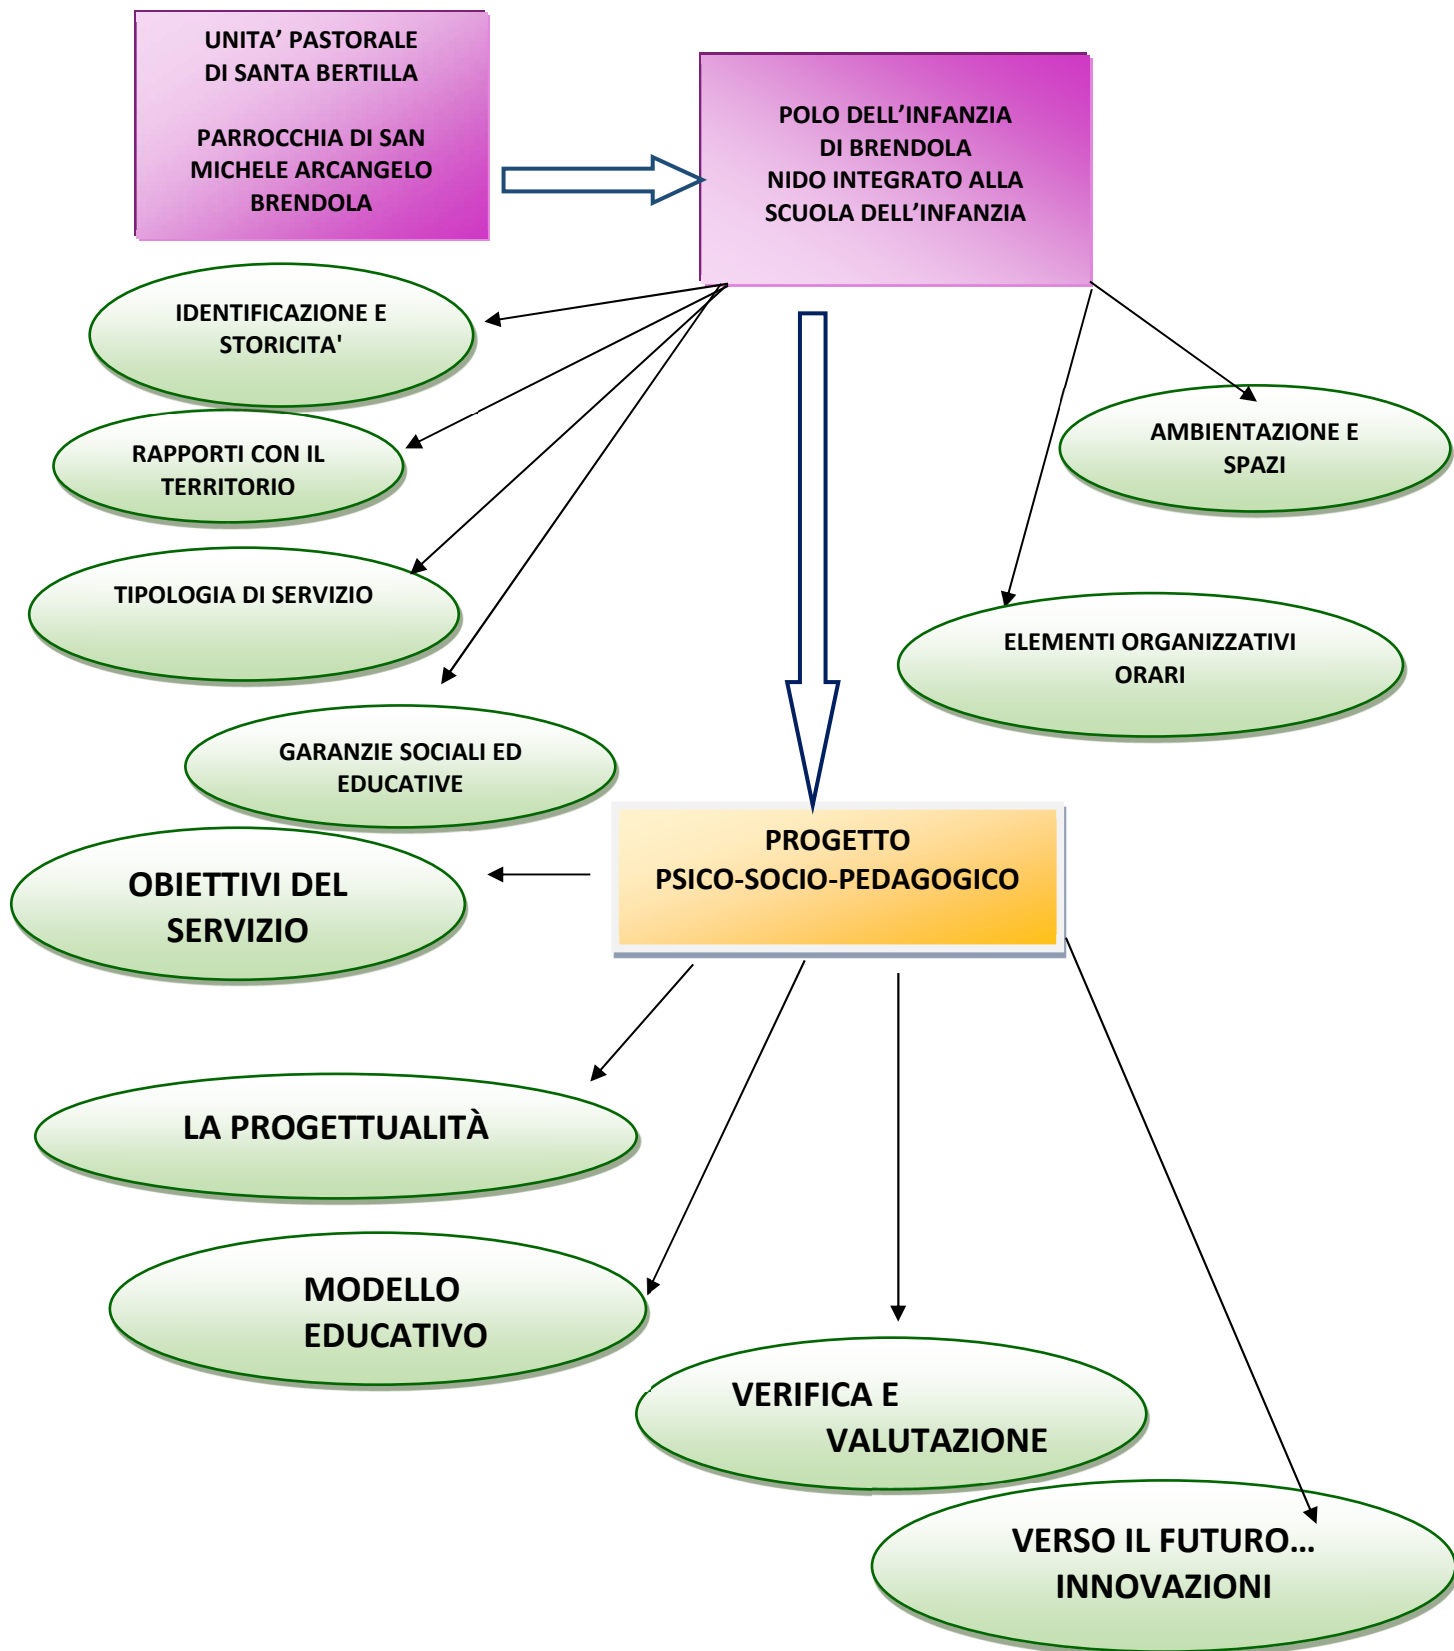 UNITA’ PASTORALE
DI SANTA BERTILLA
PARROCCHIA DI SAN
MICHELE ARCANGELO
BRENDOLA
POLO DELL’INFANZIA
DI BRENDOLA
NIDO INTEGRATO ALLA
SCUOLA DELL’INFANZIA
IDENTIFICAZIONE E
STORICITA'
RAPPORTI CON IL
TERRITORIO
AMBIENTAZIONE E
SPAZI
TIPOLOGIA DI SERVIZIO
ELEMENTI ORGANIZZATIVI
ORARI
GARANZIE SOCIALI ED
EDUCATIVE
PROGETTO
PSICO-SOCIO-PEDAGOGICO
OBIETTIVI DEL
SERVIZIO
LA PROGETTUALITÀ
MODELLO
EDUCATIVO
VERIFICA E
VALUTAZIONE
VERSO IL FUTURO…
INNOVAZIONI